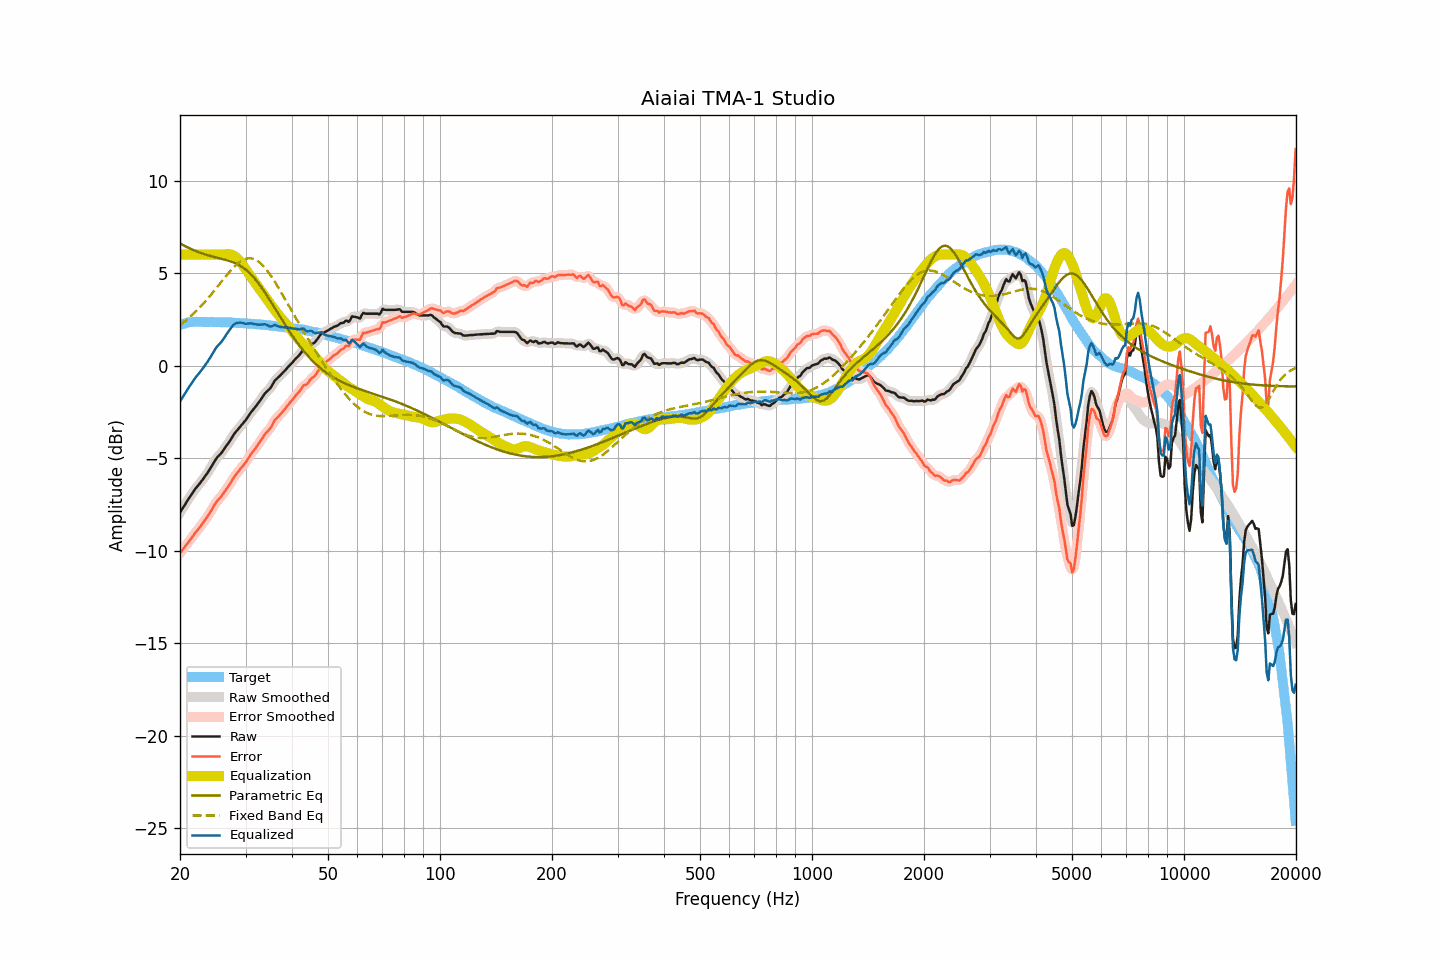 Aiaiai TMA-1 Studio
Amplitude (dBr)
10
5
0
−5
−10
−15
−20
−25
Target
Raw Smoothed
Error Smoothed
Raw
Error
Equalization
Parametric Eq
Fixed Band Eq
Equalized
20 50 100 200 500 1000 2000 5000 10000 20000
Frequency (Hz)